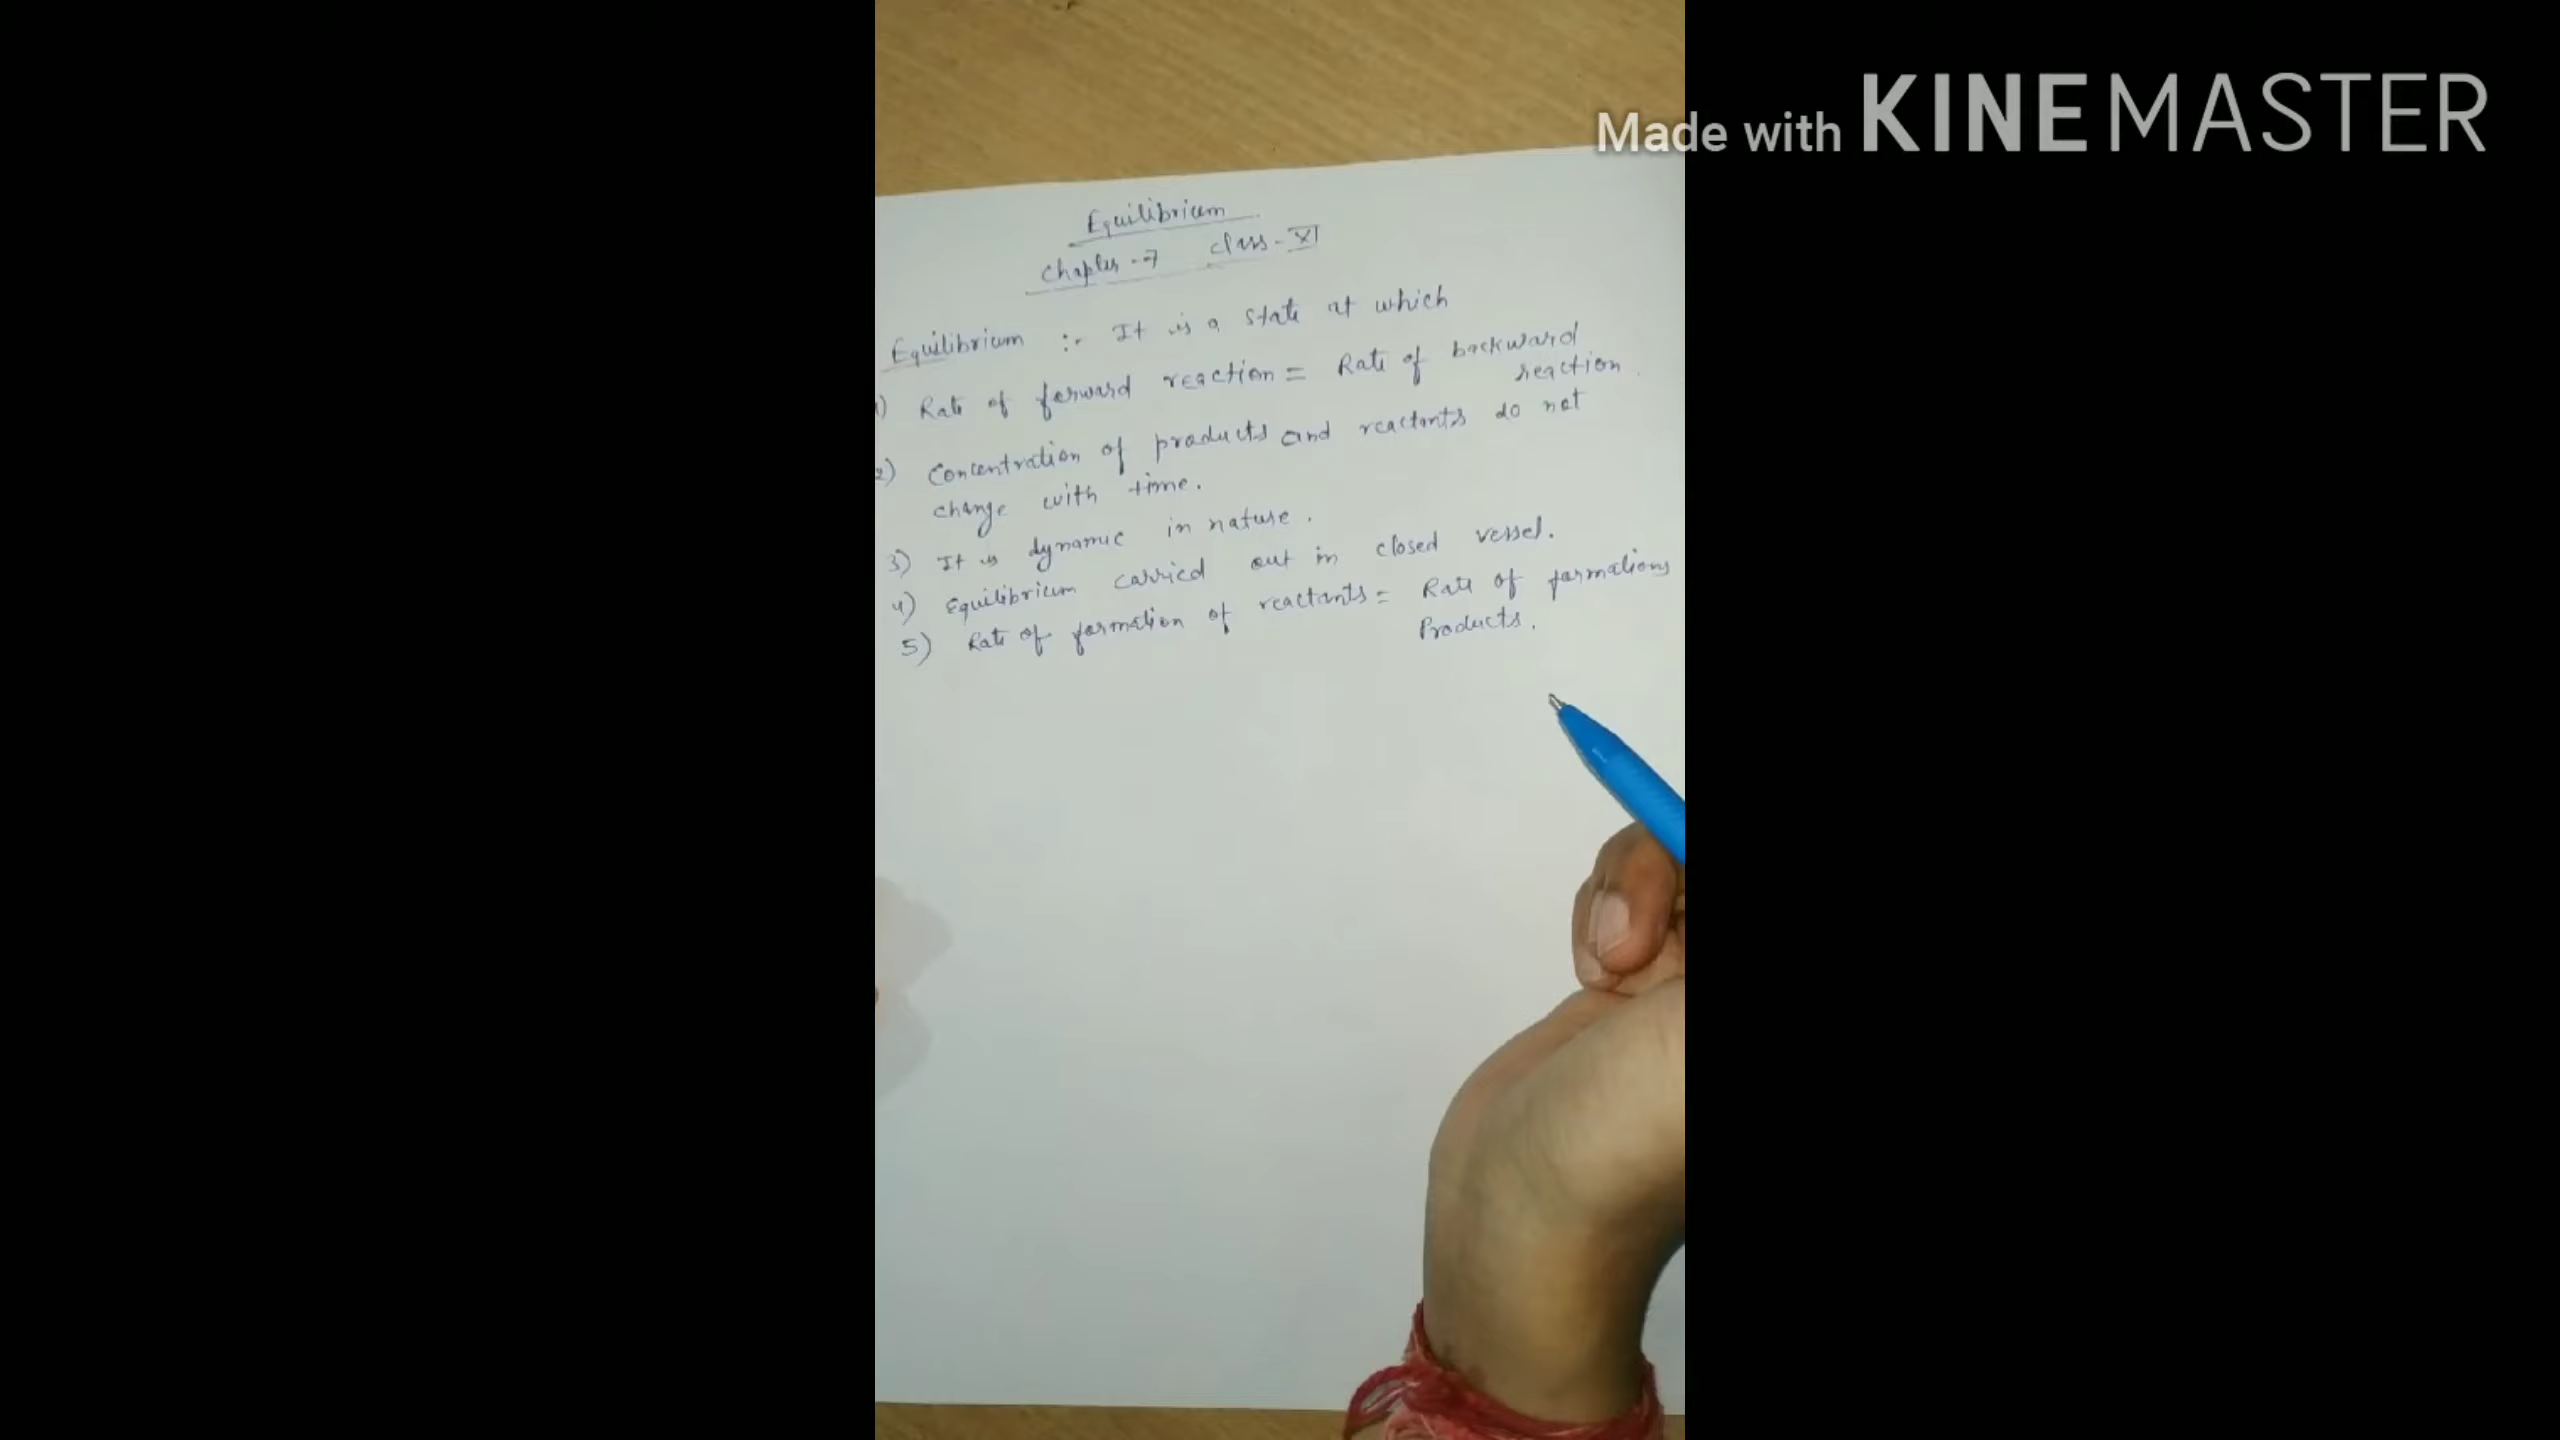 Made with KINEMASTER
Equilibrium
Chapter - 7 Class - XI
Equilibrium :- It is a state at which
1) Rate of forward reaction = Rate of backward
reaction
2) Concentration of products and reactants do not
change with time.
3) It is dynamic in nature.
4) Equilibrium carried out in closed vessel.
5) Rate of formation of reactants = Rate of formations
Products.